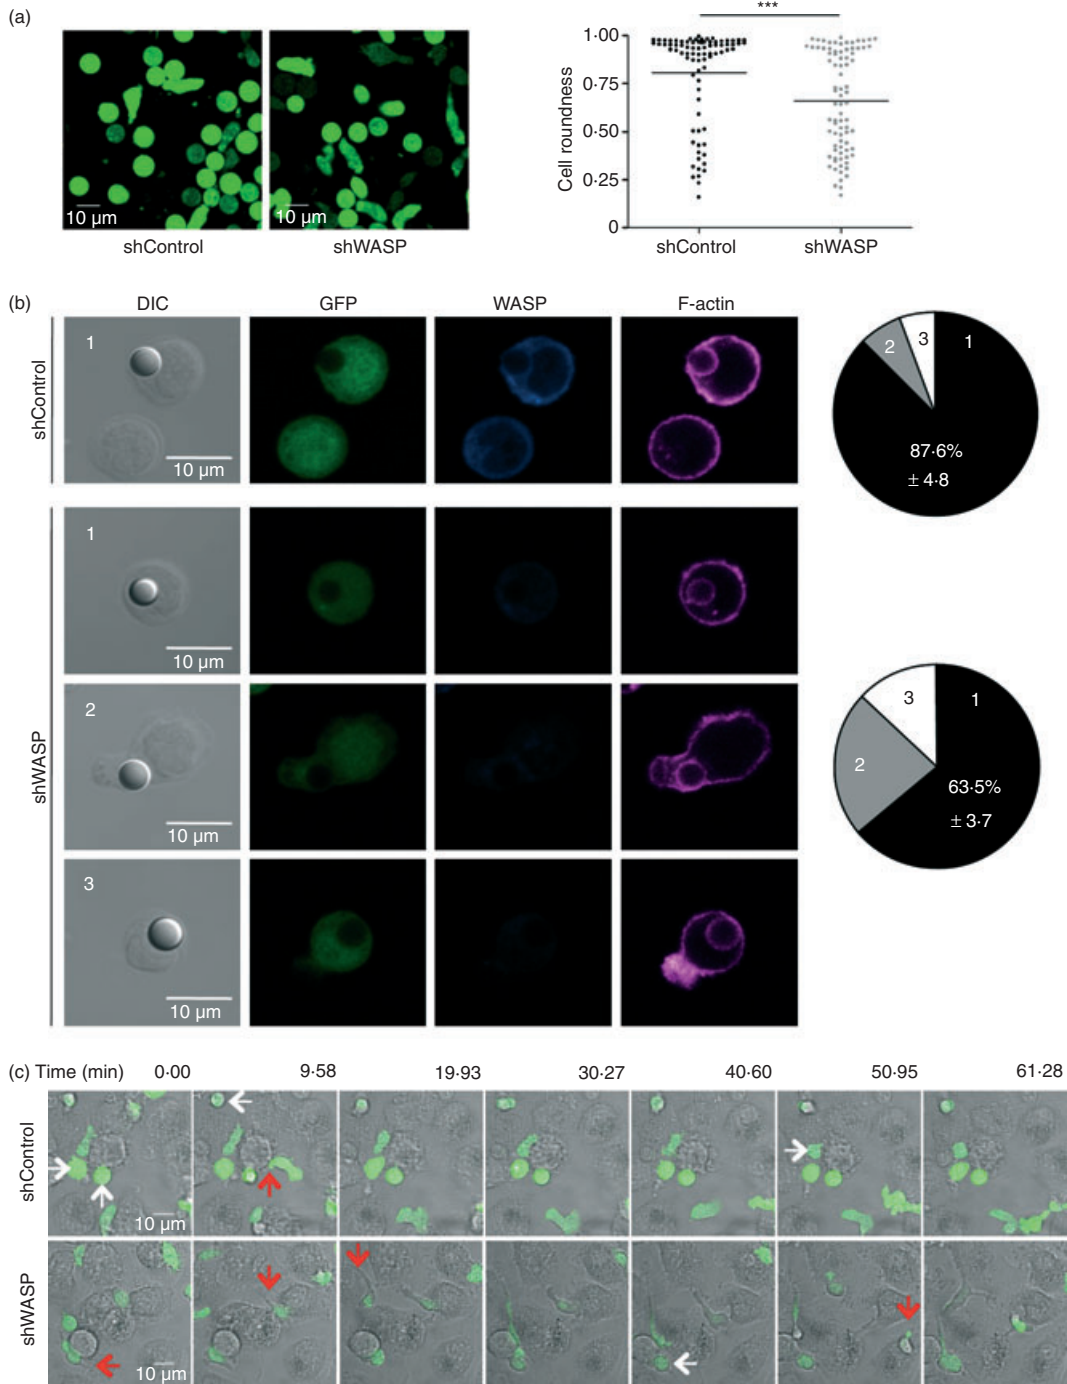 (a)
10 µm
10 µm
shControl
shWASP
***
Cell roundness
1·00
0·75
0·50
0·25
0
shControl
shWASP
(b)
DIC
GFP
WASP
F-actin
shControl
1
10 µm
shWASP
1
10 µm
2
10 µm
3
10 µm
1
2
3
87·6%
± 4·8
1
2
3
63·5%
± 3·7
(c) Time (min) 0·00 9·58 19·93 30·27 40·60 50·95 61·28
shControl
10 µm
shWASP
10 µm